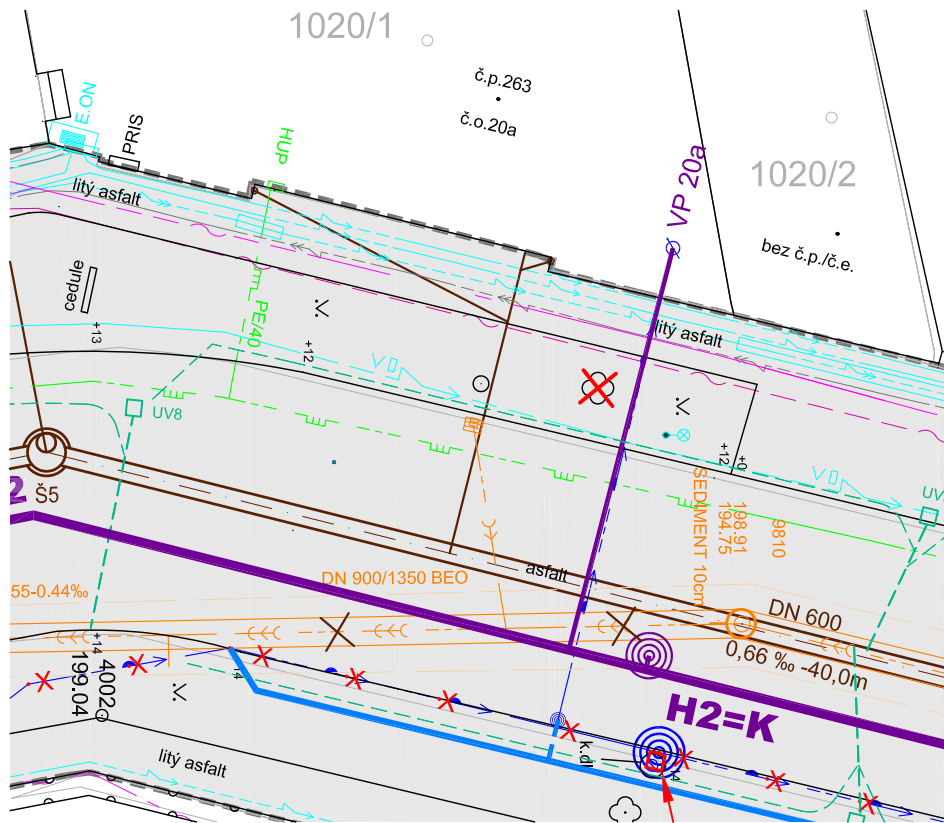 1020/1
č.p.263
č.o.20a
E.ON
PRIS
HUP
VP 20a
1020/2
bez č.p./č.e.
litý asfalt
cedule
+13
PE/40
+12
litý asfalt
UV8
+12
+0
Š5
SEDIMENT 10cm
198.91
194.75
9810
DN 900/1350 BEO
asfalt
55-0.44‰
DN 600
0,66 ‰ -40,0m
+14
4002
199.04
H2=K
k.dl
litý asfalt